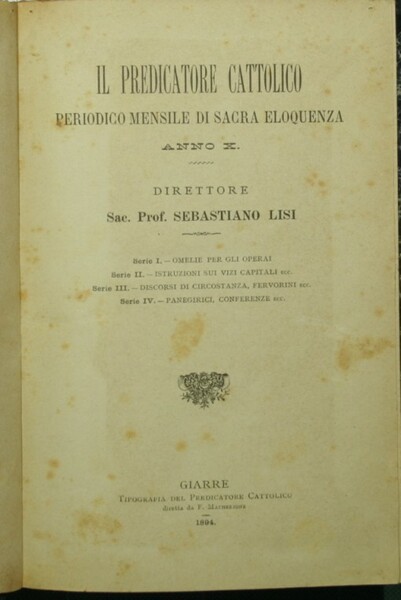 IL PREDICATORE CATTOLICO
PERIODICO MENSILE DI SACRA ELOQUENZA
ANNO X.
DIRETTORE
Sac. Prof. SEBASTIANO LISI
Serie I. — OMELIE PER GLI OPERAI
Serie II. — ISTRUZIONI SUI VIZI CAPITALI ecc.
Serie III. — DISCORSI DI CIRCOSTANZA, FERVORINI ecc.
Serie IV. — PANEGIRICI, CONFERENZE ecc.
GIARRE
TIPOGRAFIA DEL PREDICATORE CATTOLICO
diretta da F.
1894.